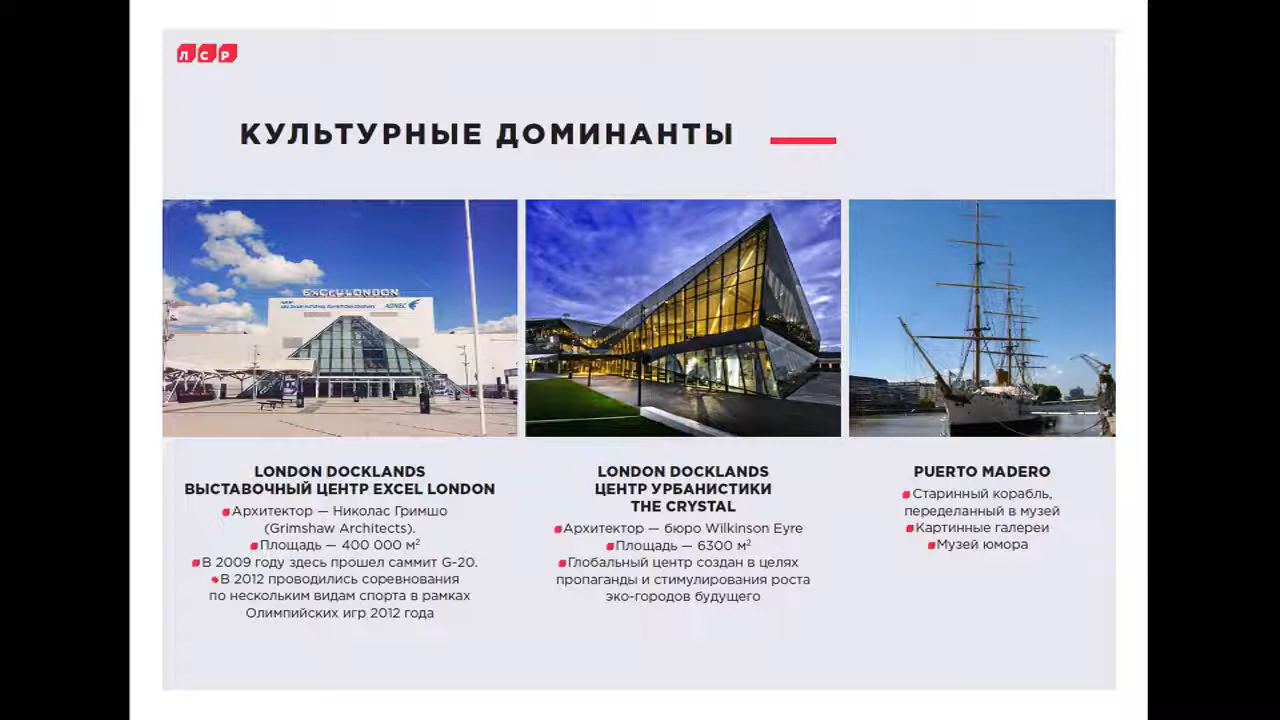 ЛСР
КУЛЬТУРНЫЕ ДОМИНАНТЫ
EXCEL LONDON
ADNEC
LONDON DOCKLANDS
ВЫСТАВОЧНЫЙ ЦЕНТР EXCEL LONDON
Архитектор — Николас Гримшо
(Grimshaw Architects).
Площадь — 400 000 м²
В 2009 году здесь прошел саммит G-20.
В 2012 проводились соревнования
по нескольким видам спорта в рамках
Олимпийских игр 2012 года
LONDON DOCKLANDS
ЦЕНТР УРБАНИСТИКИ
THE CRYSTAL
Архитектор — бюро Wilkinson Eyre
Площадь — 6300 м²
Глобальный центр создан в целях
пропаганды и стимулирования роста
эко-городов будущего
PUERTO MADERO
Старинный корабль,
переделанный в музей
Картинные галереи
Музей юмора